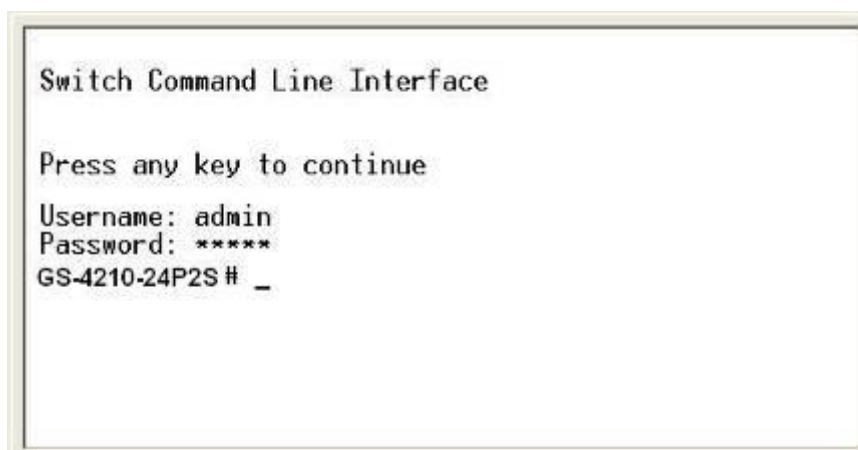 Switch Command Line Interface
Press any key to continue
Username: admin
Password: *****
GS-4210-24P2S # _